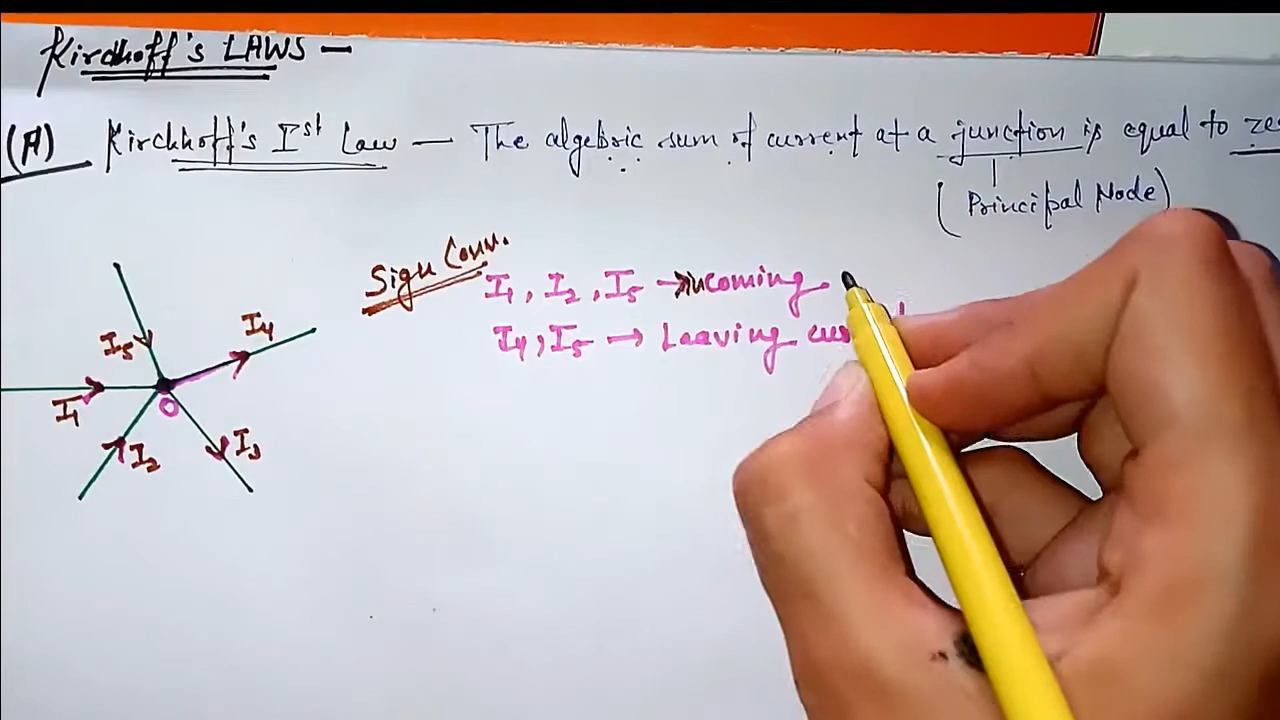 Kirchhoff's LAWS —
(A) Kirchhoff's Ist Law — The algebric sum of current at a junction is equal to
(Principal Node)
Sign Conv.
I1, I2, I5 → incoming
I4, I5 → Leaving
I5
I4
I1
O
I2
I3